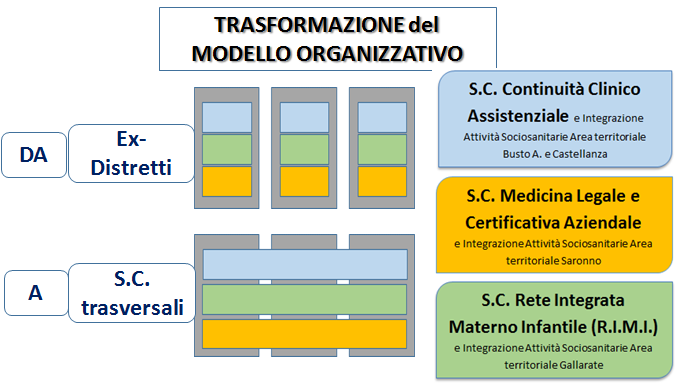 TRASFORMAZIONE del
MODELLO ORGANIZZATIVO
DA
Ex-
Distretti
A
S.C.
trasversali
S.C. Continuità Clinico
Assistenziale e Integrazione
Attività Sociosanitarie Area territoriale
Busto A. e Castellanza
S.C. Medicina Legale e
Certificativa Aziendale
e Integrazione Attività Sociosanitarie Area
territoriale Saronno
S.C. Rete Integrata
Materno Infantile (R.I.M.I.)
e Integrazione Attività Sociosanitarie Area
territoriale Gallarate